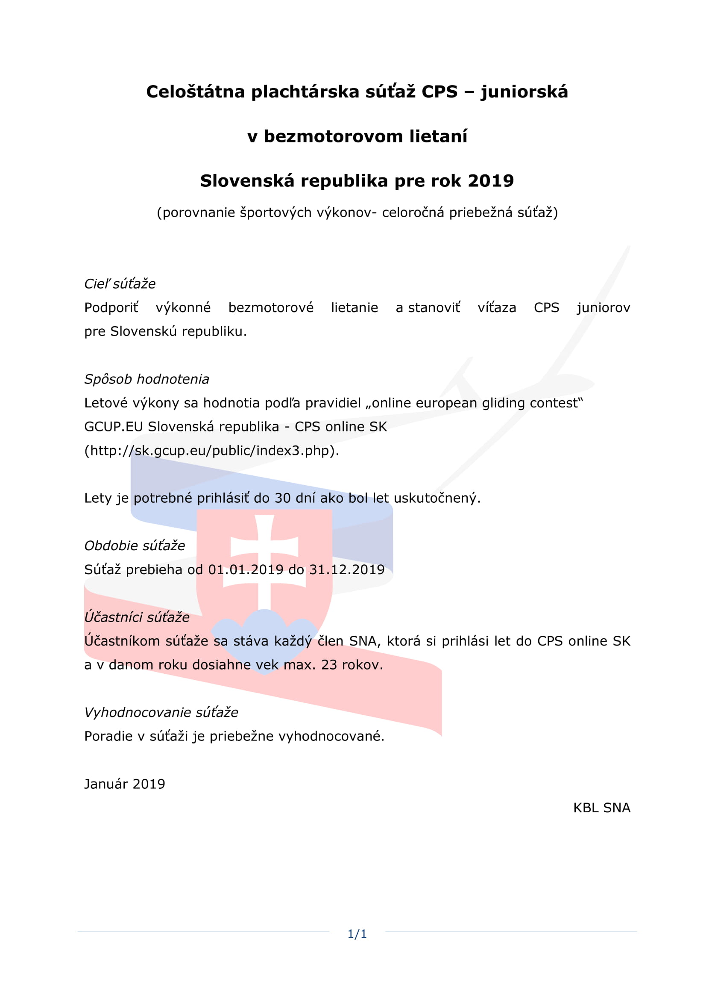 Celoštátna plachtárska súťaž CPS – juniorská
v bezmotorovom lietaní
Slovenská republika pre rok 2019
(porovnanie športových výkonov- celoročná priebežná súťaž)
Cieľ súťaže
Podporiť výkonné bezmotorové lietanie a stanoviť víťaza CPS juniorov
pre Slovenskú republiku.
Spôsob hodnotenia
Letové výkony sa hodnotia podľa pravidiel „online european gliding contest“
GCUP.EU Slovenská republika - CPS online SK
(http://sk.gcup.eu/public/index3.php).
Lety je potrebné prihlásiť do 30 dní ako bol let uskutočnený.
Obdobie súťaže
Súťaž prebieha od 01.01.2019 do 31.12.2019
Účastníci súťaže
Účastníkom súťaže sa stáva každý člen SNA, ktorá si prihlási let do CPS online SK
a v danom roku dosiahne vek max. 23 rokov.
Vyhodnocovanie súťaže
Poradie v súťaži je priebežne vyhodnocované.
Január 2019
KBL SNA
1/1